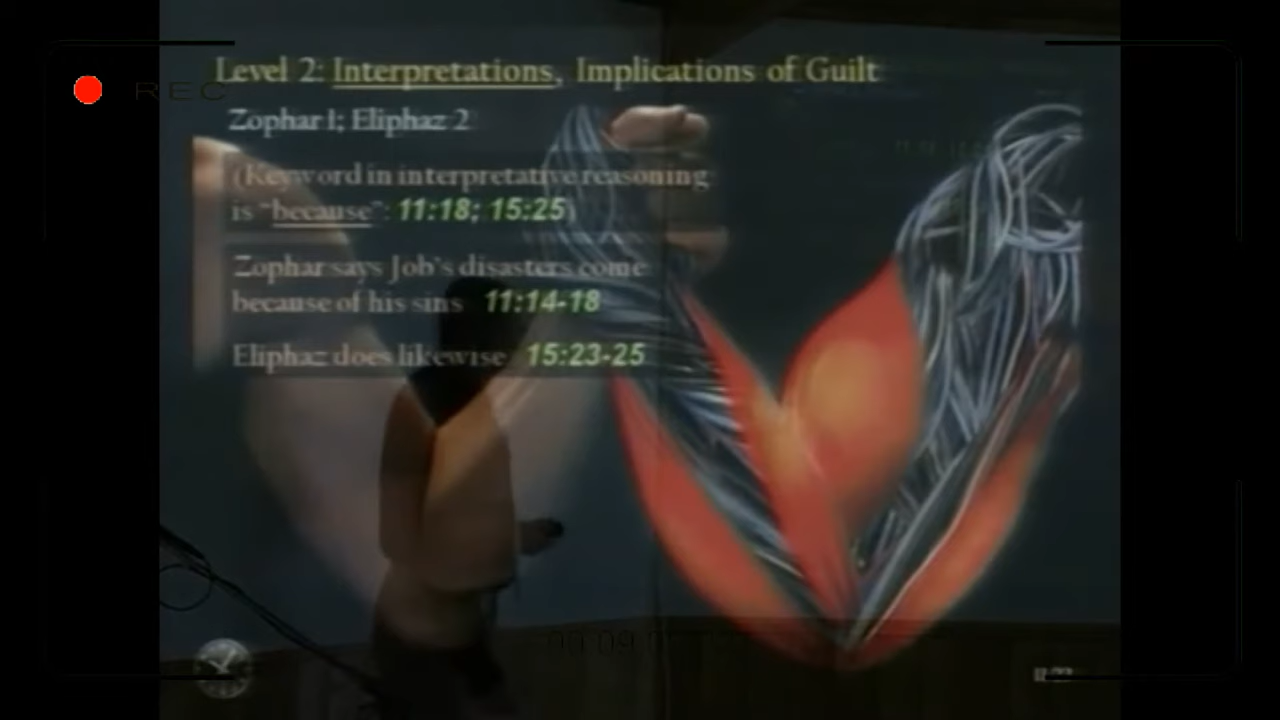 Level 2: Interpretations, Implications of Guilt
REC
Zophar 1; Eliphaz 2
(Keyword in interpretative reasoning
is "because": 11:18; 15:25)
Zophar says Job's disasters come
because of his sins 11:14-18
Eliphaz does likewise 15:23-25